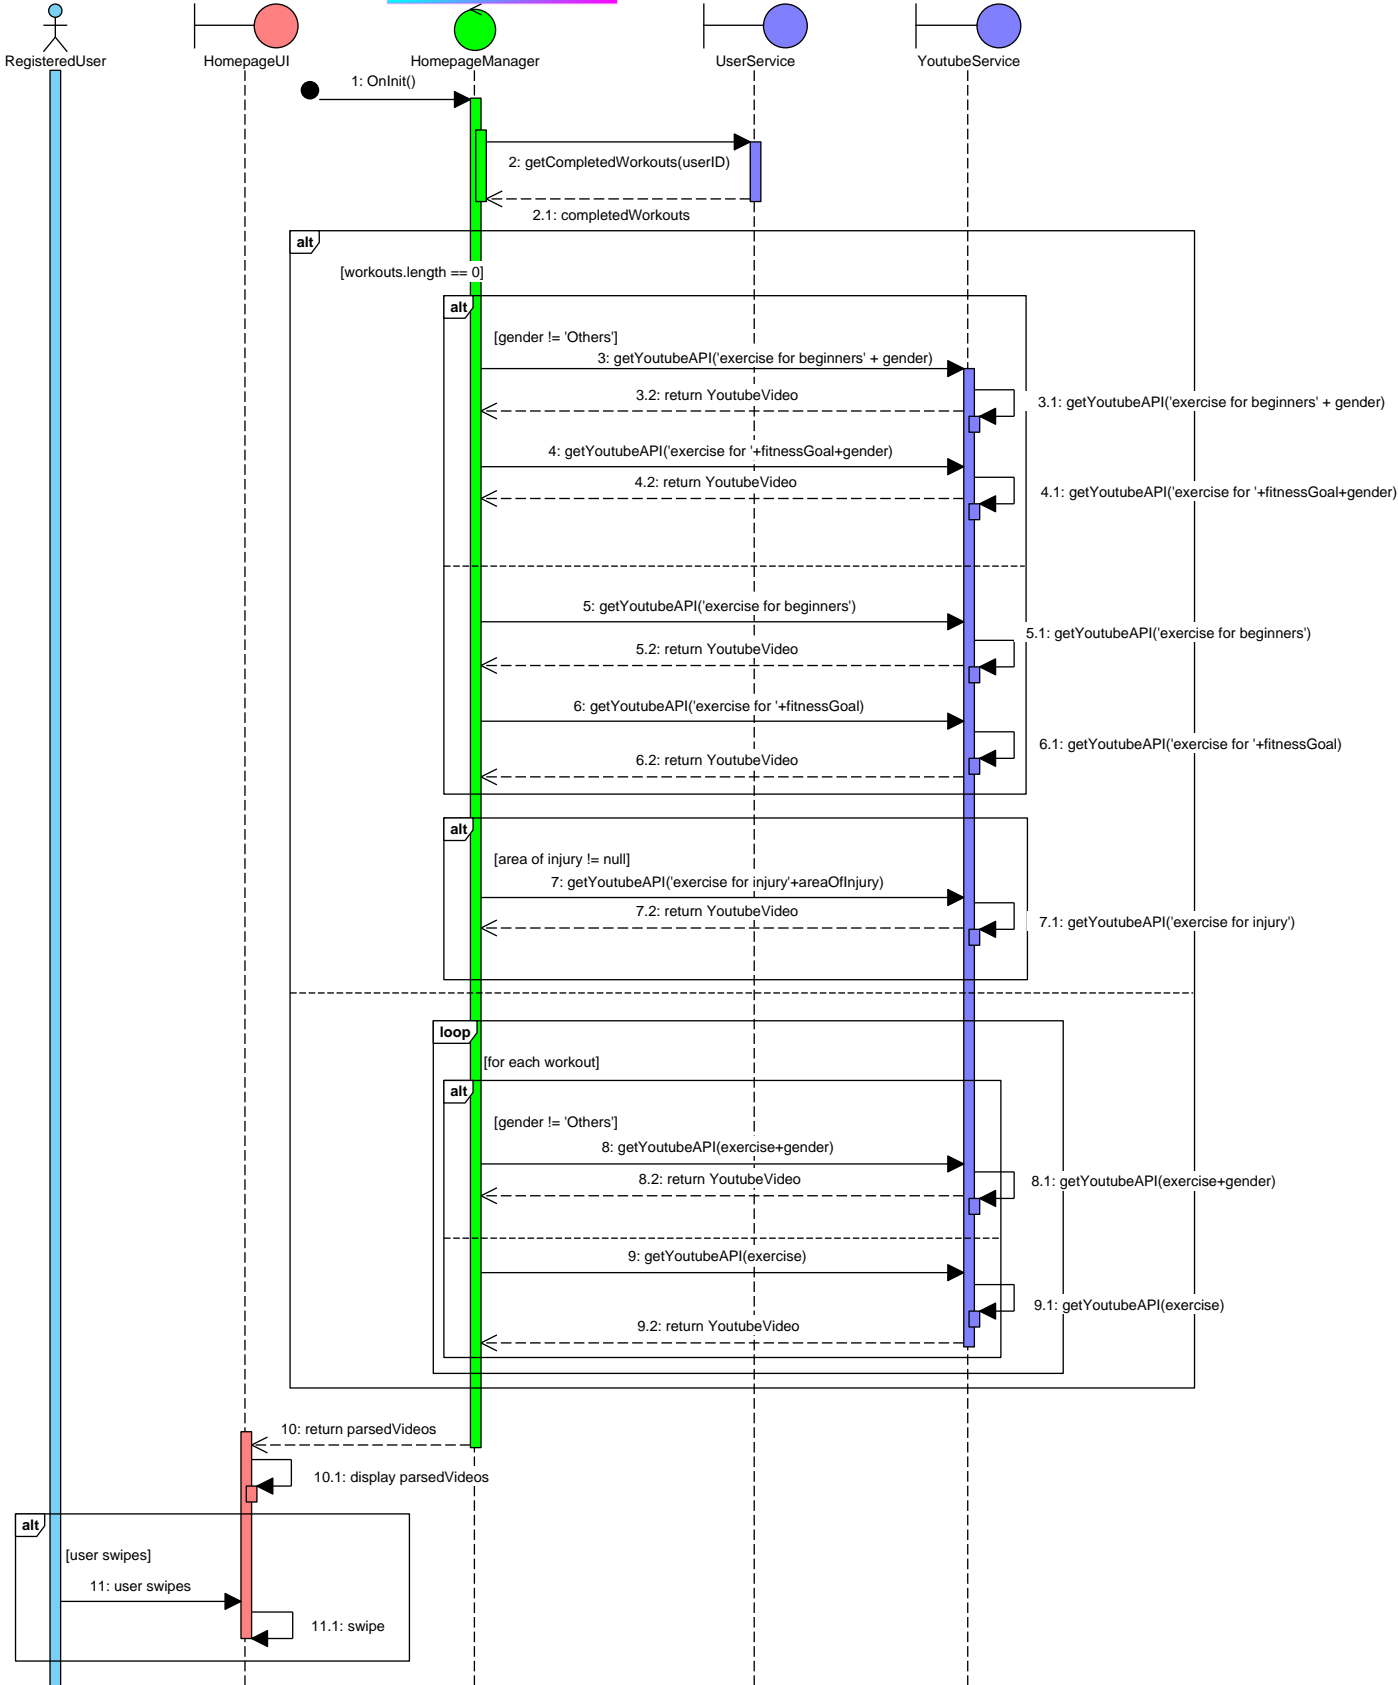 RegisteredUser
HomepageUI
HomepageManager
UserService
YoutubeService
1: OnInit()
2: getCompletedWorkouts(userID)
2.1: completedWorkouts
alt
[workouts.length == 0]
alt
[gender != 'Others']
3: getYoutubeAPI('exercise for beginners' + gender)
3.2: return YoutubeVideo
3.1: getYoutubeAPI('exercise for beginners' + gender)
4: getYoutubeAPI('exercise for '+fitnessGoal+gender)
4.2: return YoutubeVideo
4.1: getYoutubeAPI('exercise for '+fitnessGoal+gender)
5: getYoutubeAPI('exercise for beginners')
5.1: getYoutubeAPI('exercise for beginners')
5.2: return YoutubeVideo
6: getYoutubeAPI('exercise for '+fitnessGoal)
6.1: getYoutubeAPI('exercise for '+fitnessGoal)
6.2: return YoutubeVideo
alt
[area of injury != null]
7: getYoutubeAPI('exercise for injury'+areaOfInjury)
7.2: return YoutubeVideo
7.1: getYoutubeAPI('exercise for injury')
loop
[for each workout]
alt
[gender != 'Others']
8: getYoutubeAPI(exercise+gender)
8.2: return YoutubeVideo
8.1: getYoutubeAPI(exercise+gender)
9: getYoutubeAPI(exercise)
9.1: getYoutubeAPI(exercise)
9.2: return YoutubeVideo
10: return parsedVideos
10.1: display parsedVideos
alt
[user swipes]
11: user swipes
11.1: swipe